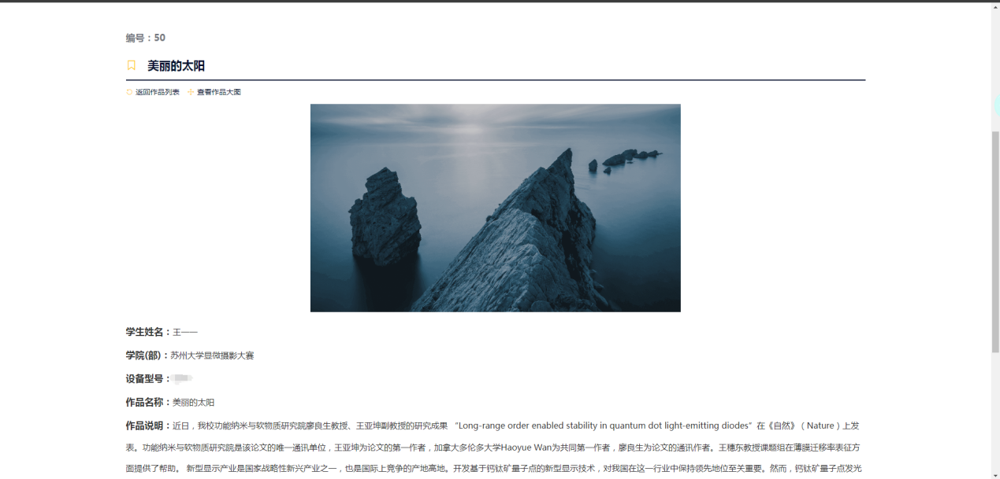 编号：50
美丽的太阳
返回作品列表 查看作品大图
学生姓名：王一一
学院(部)：苏州大学显微摄影大赛
设备型号：
作品名称：美丽的太阳
作品说明：近日，我校功能纳米与软物质研究院廖良生教授、王亚坤副教授的研究成果 “Long-range order enabled stability in quantum dot light-emitting diodes”在《自然》（Nature）上发
表。功能纳米与软物质研究院是该论文的唯一通讯单位，王亚坤为论文的第一作者，加拿大多伦多大学Haoyue Wan为共同第一作者，廖良生为论文的通讯作者。王穗东教授课题组在薄膜迁移率表征方
面提供了帮助。 新型显示产业是国家战略性新兴产业之一，也是国际上竞争的产地高地。开发基于钙钛矿量子点的新型显示技术，对我国在这一行业中保持领先地位至关重要。然而，钙钛矿量子点发光